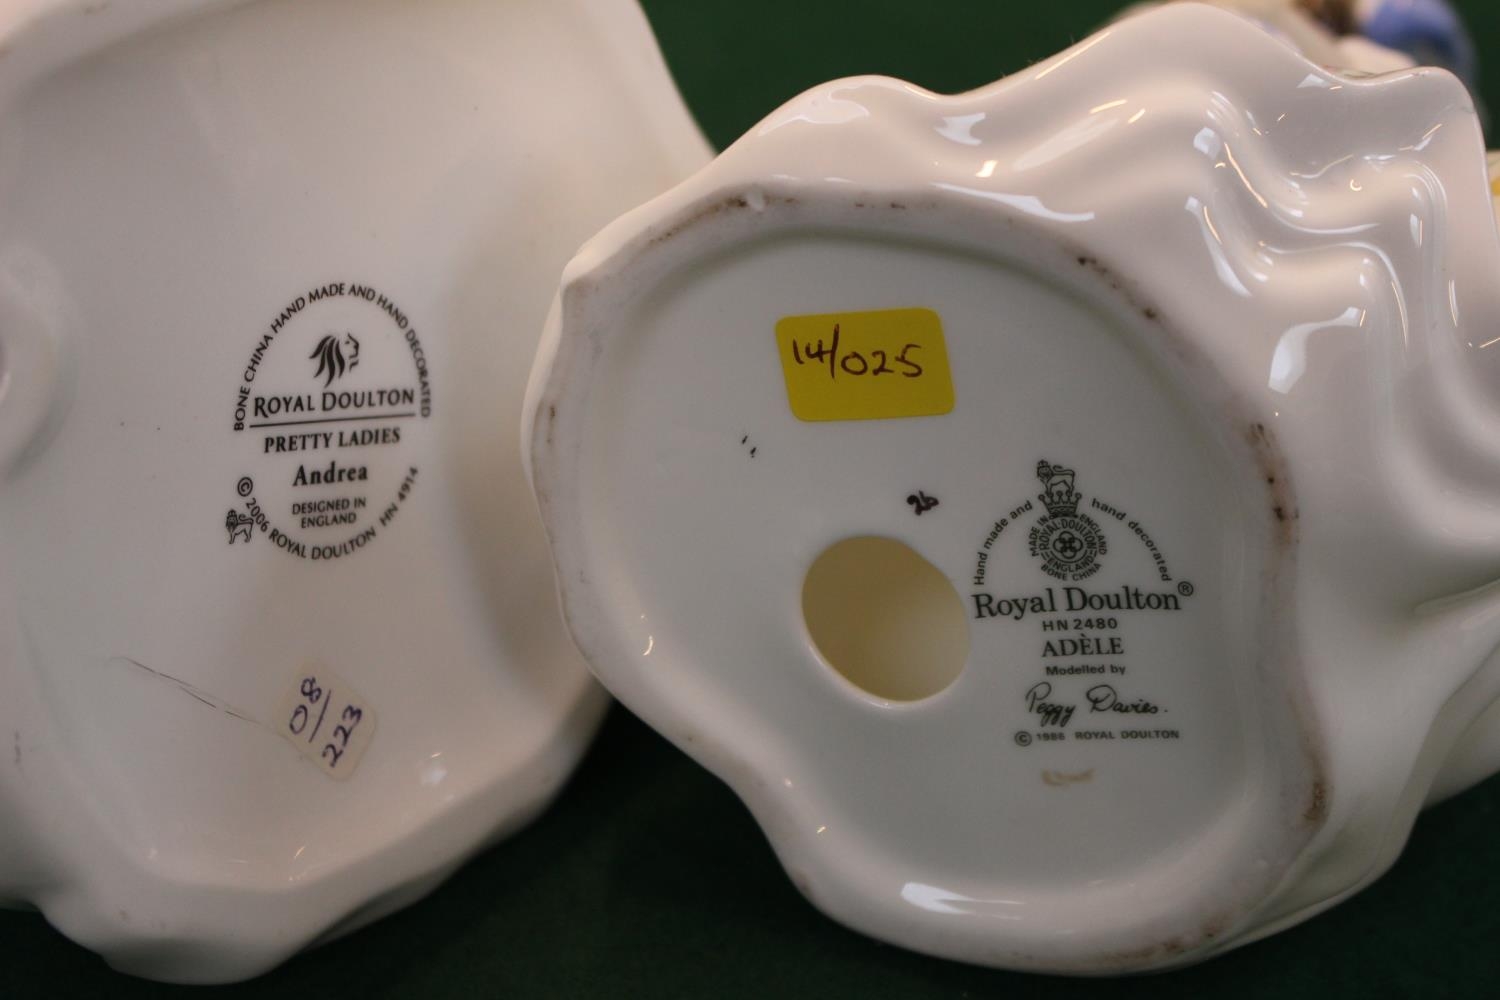 BONE CHINA HAND MADE AND HAND DECORATED
ROYAL DOULTON
PRETTY LADIES
Andrea
DESIGNED IN
ENGLAND
© 2006 ROYAL DOULTON HN 4914
08/
223
14/025
26
Hand made and hand decorated
MADE IN ENGLAND
ROYAL·DOULTON
ENGLAND
BONE CHINA
Royal Doulton®
HN 2480
ADÈLE
Modelled by
Peggy Davies.
© 1986 ROYAL DOULTON